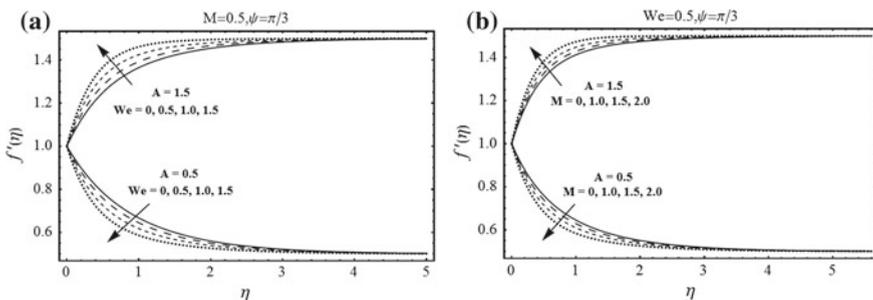 (a)
M=0.5,ψ=π/3
1.4
1.2
1.0
0.8
0.6
f′(η)
A = 1.5
We = 0, 0.5, 1.0, 1.5
A = 0.5
We = 0, 0.5, 1.0, 1.5
0 1 2 3 4 5
η
(b)
We=0.5,ψ=π/3
1.4
1.2
1.0
0.8
0.6
f′(η)
A = 1.5
M = 0, 1.0, 1.5, 2.0
A = 0.5
M = 0, 1.0, 1.5, 2.0
0 1 2 3 4 5
η